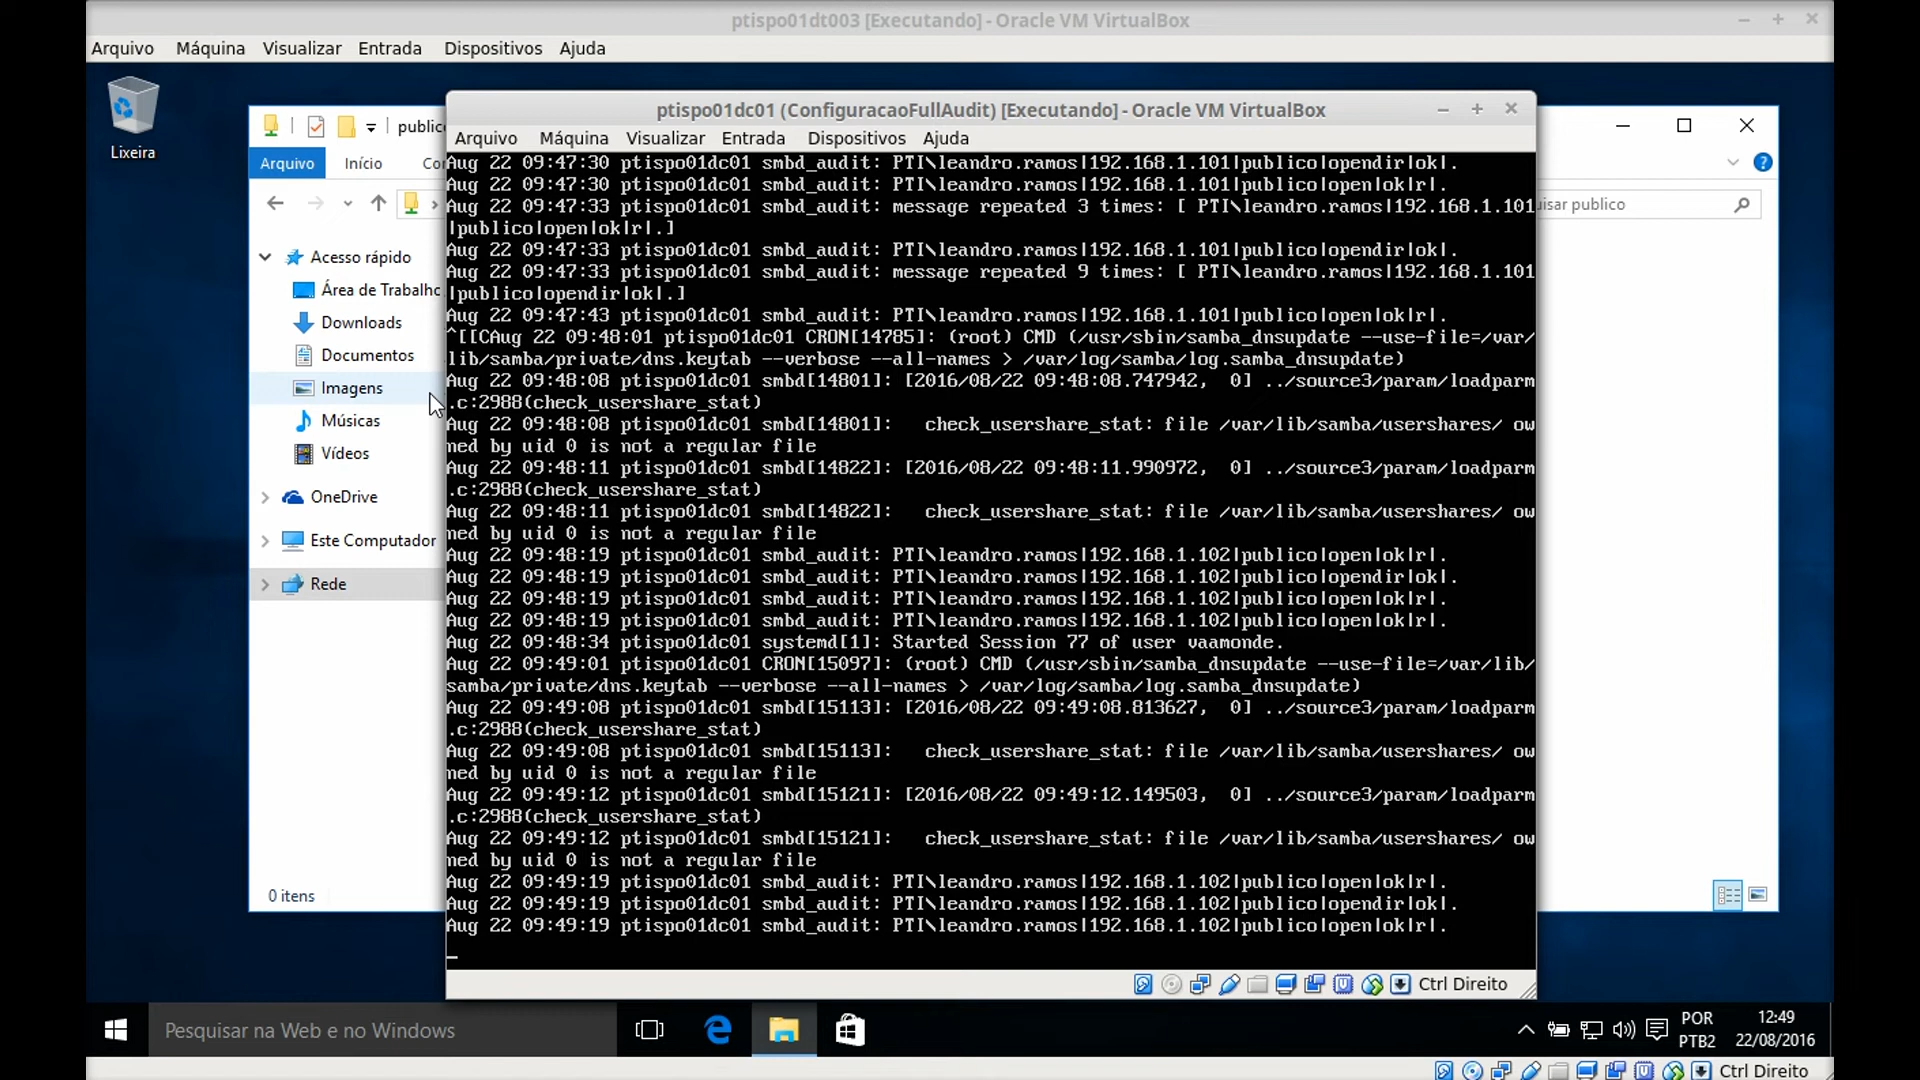 ptispo01dt003 [Executando] - Oracle VM VirtualBox
Arquivo Máquina Visualizar Entrada Dispositivos Ajuda
Lixeira
public
Arquivo Início Co
Acesso rápido
Área de Trabalho
Downloads
Documentos
Imagens
Músicas
Vídeos
OneDrive
Este Computador
Rede
0 itens
ptispo01dc01 (ConfiguracaoFullAudit) [Executando] - Oracle VM VirtualBox
Arquivo Máquina Visualizar Entrada Dispositivos Ajuda
Aug 22 09:47:30 ptispo01dc01 smbd_audit: PTI\leandro.ramos|192.168.1.101|publico|opendir|ok|.
Aug 22 09:47:30 ptispo01dc01 smbd_audit: PTI\leandro.ramos|192.168.1.101|publico|open|ok|r|.
Aug 22 09:47:33 ptispo01dc01 smbd_audit: message repeated 3 times: [ PTI\leandro.ramos|192.168.1.101
|publico|open|ok|r|.]
Aug 22 09:47:33 ptispo01dc01 smbd_audit: PTI\leandro.ramos|192.168.1.101|publico|opendir|ok|.
Aug 22 09:47:33 ptispo01dc01 smbd_audit: message repeated 9 times: [ PTI\leandro.ramos|192.168.1.101
|publico|opendir|ok|.]
Aug 22 09:47:43 ptispo01dc01 smbd_audit: PTI\leandro.ramos|192.168.1.101|publico|open|ok|r|.
^[[CAug 22 09:48:01 ptispo01dc01 CRON[14785]: (root) CMD (/usr/sbin/samba_dnsupdate --use-file=/var/
lib/samba/private/dns.keytab --verbose --all-names > /var/log/samba/log.samba_dnsupdate)
Aug 22 09:48:08 ptispo01dc01 smbd[14801]: [2016/08/22 09:48:08.747942,  0] ../source3/param/loadparm
.c:2988(check_usershare_stat)
Aug 22 09:48:08 ptispo01dc01 smbd[14801]:   check_usershare_stat: file /var/lib/samba/usershares/ ow
ned by uid 0 is not a regular file
Aug 22 09:48:11 ptispo01dc01 smbd[14822]: [2016/08/22 09:48:11.990972,  0] ../source3/param/loadparm
.c:2988(check_usershare_stat)
Aug 22 09:48:11 ptispo01dc01 smbd[14822]:   check_usershare_stat: file /var/lib/samba/usershares/ ow
ned by uid 0 is not a regular file
Aug 22 09:48:19 ptispo01dc01 smbd_audit: PTI\leandro.ramos|192.168.1.102|publico|open|ok|r|.
Aug 22 09:48:19 ptispo01dc01 smbd_audit: PTI\leandro.ramos|192.168.1.102|publico|opendir|ok|.
Aug 22 09:48:19 ptispo01dc01 smbd_audit: PTI\leandro.ramos|192.168.1.102|publico|open|ok|r|.
Aug 22 09:48:19 ptispo01dc01 smbd_audit: PTI\leandro.ramos|192.168.1.102|publico|open|ok|r|.
Aug 22 09:48:34 ptispo01dc01 systemd[1]: Started Session 77 of user vaamonde.
Aug 22 09:49:01 ptispo01dc01 CRON[15097]: (root) CMD (/usr/sbin/samba_dnsupdate --use-file=/var/lib/
samba/private/dns.keytab --verbose --all-names > /var/log/samba/log.samba_dnsupdate)
Aug 22 09:49:08 ptispo01dc01 smbd[15113]: [2016/08/22 09:49:08.813627,  0] ../source3/param/loadparm
.c:2988(check_usershare_stat)
Aug 22 09:49:08 ptispo01dc01 smbd[15113]:   check_usershare_stat: file /var/lib/samba/usershares/ ow
ned by uid 0 is not a regular file
Aug 22 09:49:12 ptispo01dc01 smbd[15121]: [2016/08/22 09:49:12.149503,  0] ../source3/param/loadparm
.c:2988(check_usershare_stat)
Aug 22 09:49:12 ptispo01dc01 smbd[15121]:   check_usershare_stat: file /var/lib/samba/usershares/ ow
ned by uid 0 is not a regular file
Aug 22 09:49:19 ptispo01dc01 smbd_audit: PTI\leandro.ramos|192.168.1.102|publico|open|ok|r|.
Aug 22 09:49:19 ptispo01dc01 smbd_audit: PTI\leandro.ramos|192.168.1.102|publico|opendir|ok|.
Aug 22 09:49:19 ptispo01dc01 smbd_audit: PTI\leandro.ramos|192.168.1.102|publico|open|ok|r|.
_
Ctrl Direito
isar publico
Pesquisar na Web e no Windows
POR
PTB2
12:49
22/08/2016
Ctrl Direito